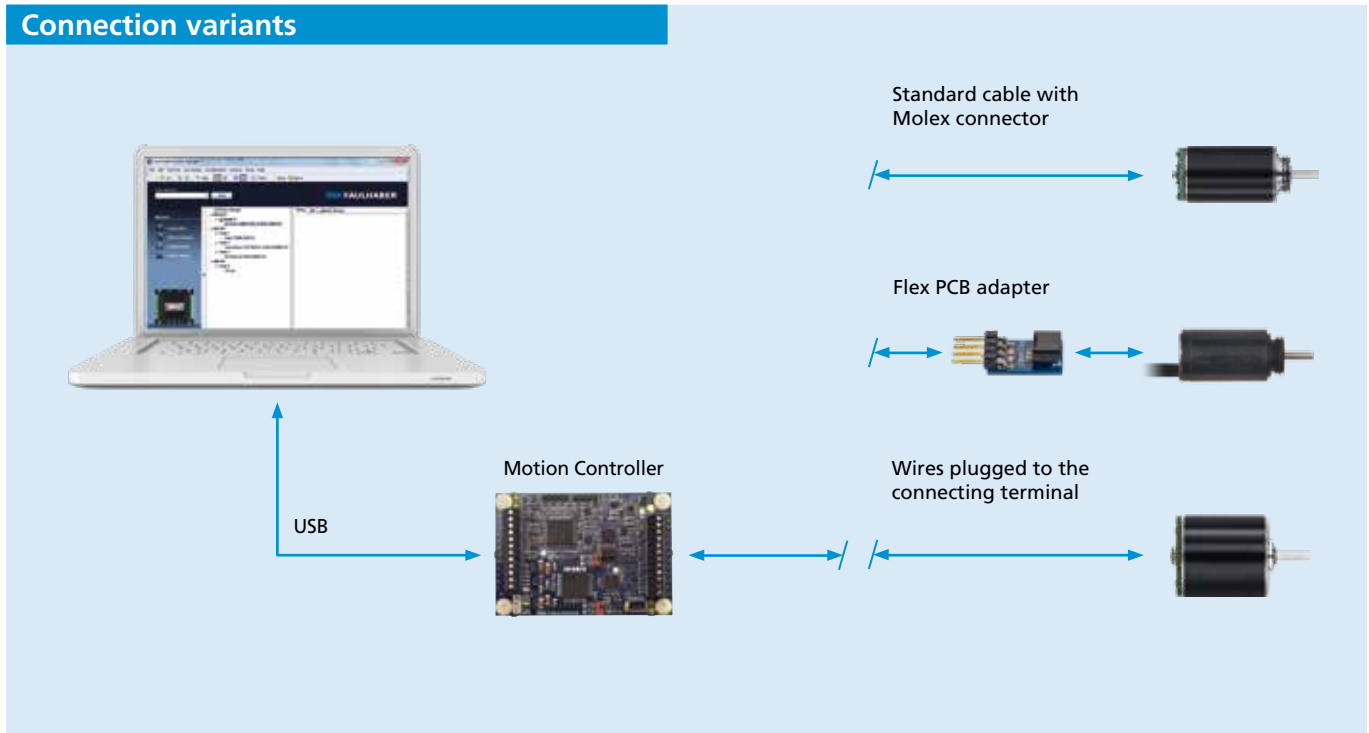 Connection variants
Standard cable with
Molex connector
FAULHABER
Flex PCB adapter
Motion Controller
Wires plugged to the
connecting terminal
USB